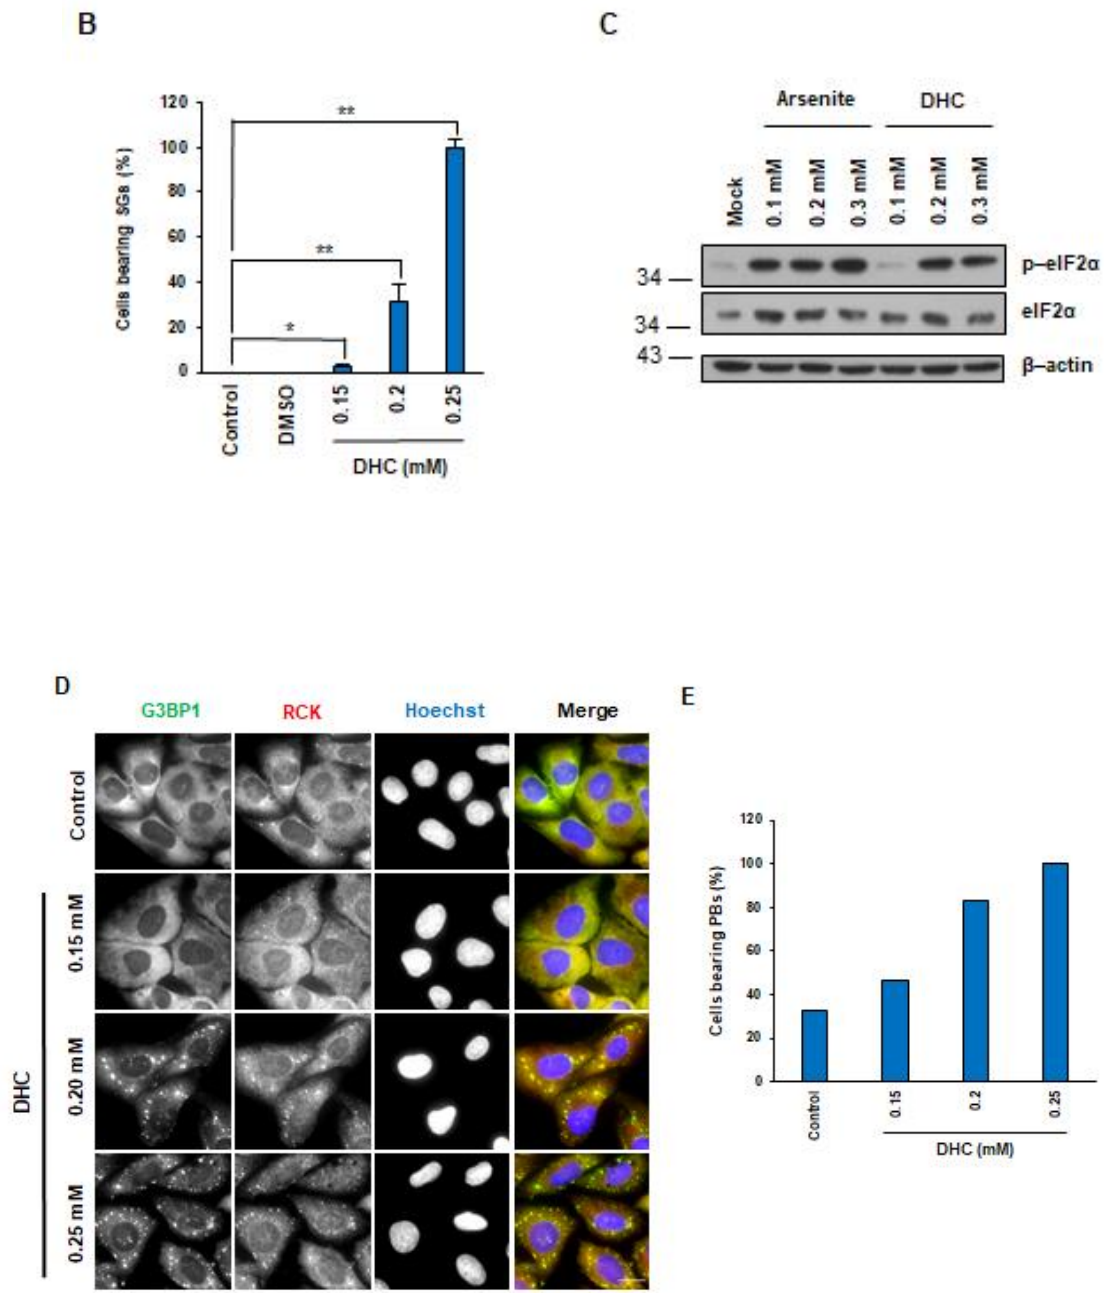 B
120
100
80
60
40
20
0
Cells bearing SGs (%)
**
**
*
Control
DMSO
0.15
0.2
0.25
DHC (mM)
C
Arsenite DHC
Mock
0.1 mM
0.2 mM
0.3 mM
0.1 mM
0.2 mM
0.3 mM
34
p–eIF2α
34
eIF2α
43
β–actin
D
G3BP1 RCK Hoechst Merge
Control
DHC
0.15 mM
0.20 mM
0.25 mM
E
120
100
80
60
40
20
0
Cells bearing PBs (%)
Control
0.15
0.2
0.25
DHC (mM)